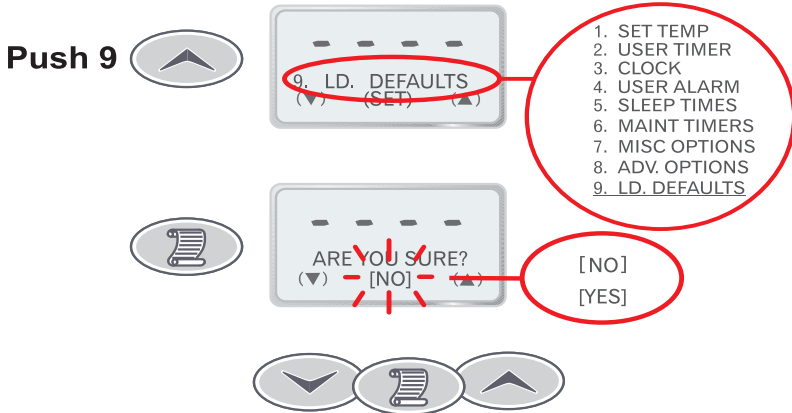 Push 9
- - - -
9. LD. DEFAULTS
(▼) (SET) (▲)
1. SET TEMP
2. USER TIMER
3. CLOCK
4. USER ALARM
5. SLEEP TIMES
6. MAINT TIMERS
7. MISC OPTIONS
8. ADV. OPTIONS
9. LD. DEFAULTS
- - - -
ARE YOU SURE?
(▼) [NO] (▲)
[NO]
[YES]